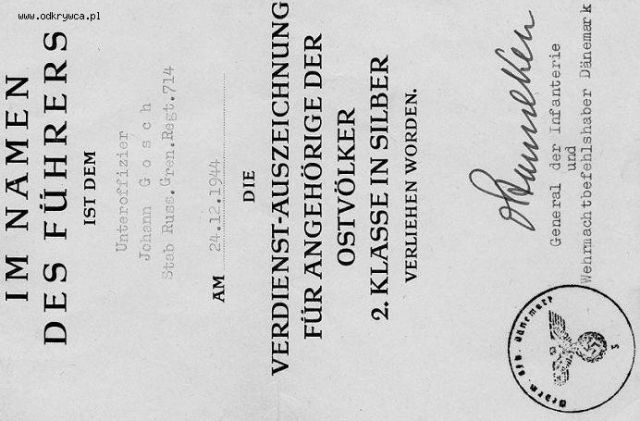 www.odkrywca.pl
IM NAMEN
DES FÜHRERS
IST DEM
Unteroffizier
Johann Gosch
Stab Russ.Gren.Regt.714
AM 24.12.1944
DIE
VERDIENST-AUSZEICHNUNG
FÜR ANGEHÖRIGE DER
OSTVÖLKER
2. KLASSE IN SILBER
VERLIEHEN WORDEN.
General der Infanterie
und
Wehrmachtbefehlshaber Dänemark